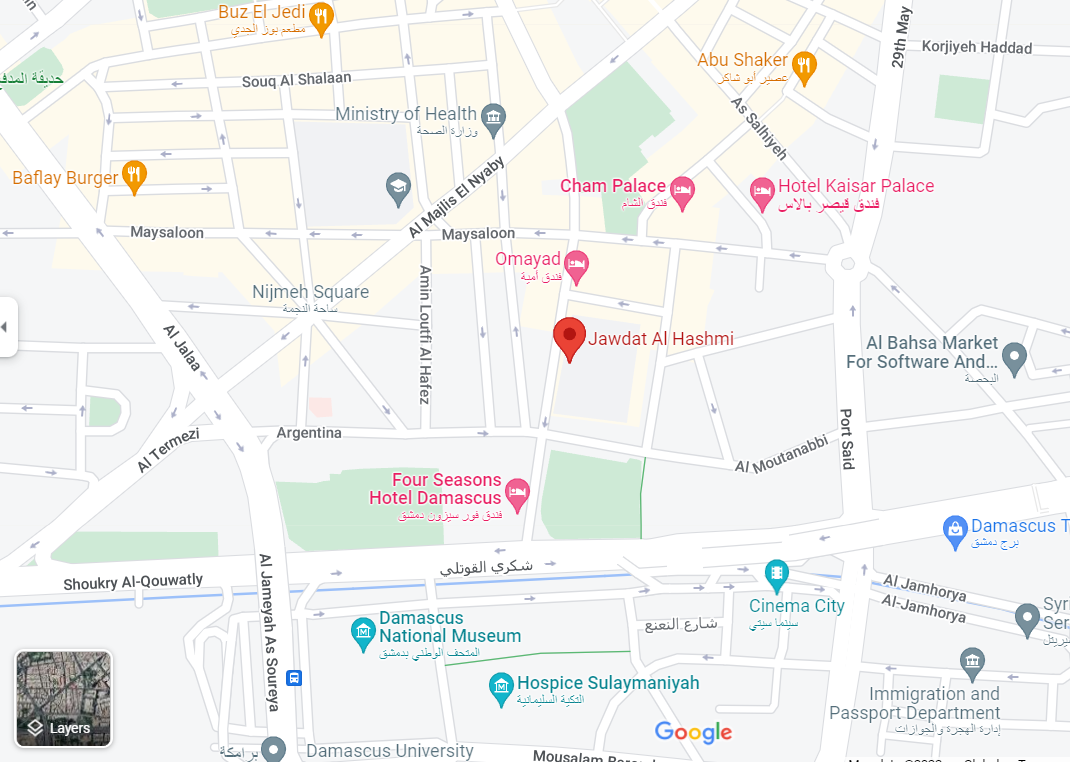 Buz El Jedi
مطعم بوز الجدي
29th May
Korjiyeh Haddad
Abu Shaker
عصير أبو شاكر
Souq Al Shalaan
حديقة المدفع
As Salhiyeh
Ministry of Health
وزارة الصحة
Baflay Burger
Al Majlis El Nyaby
Cham Palace
فندق الشام
Hotel Kaisar Palace
فندق قيصر بالاس
Maysaloon
Maysaloon
Omayad
فندق أمية
Nijmeh Square
ساحة النجمة
Amin Loutfi Al Hafez
Al Jalaa
Jawdat Al Hashmi
Al Bahsa Market
For Software And...
البحصة
Argentina
Al Termezi
Al Moutanabbi
Port Said
Four Seasons
Hotel Damascus
فندق فور سيزون دمشق
Damascus T
برج دمشق
شكري القوتلي
Shoukry Al-Qouwatly
Al Jameyah As Soureya
Cinema City
سينما سيتي
Al Jamhorya
Al-Jamhorya
Syri
Ser
سيريتل
Damascus
National Museum
المتحف الوطني بدمشق
شارع النعنع
Hospice Sulaymaniyah
التكية السليمانية
Immigration and
Passport Department
إدارة الهجرة والجوازات
Layers
Google
برامكة
Damascus University